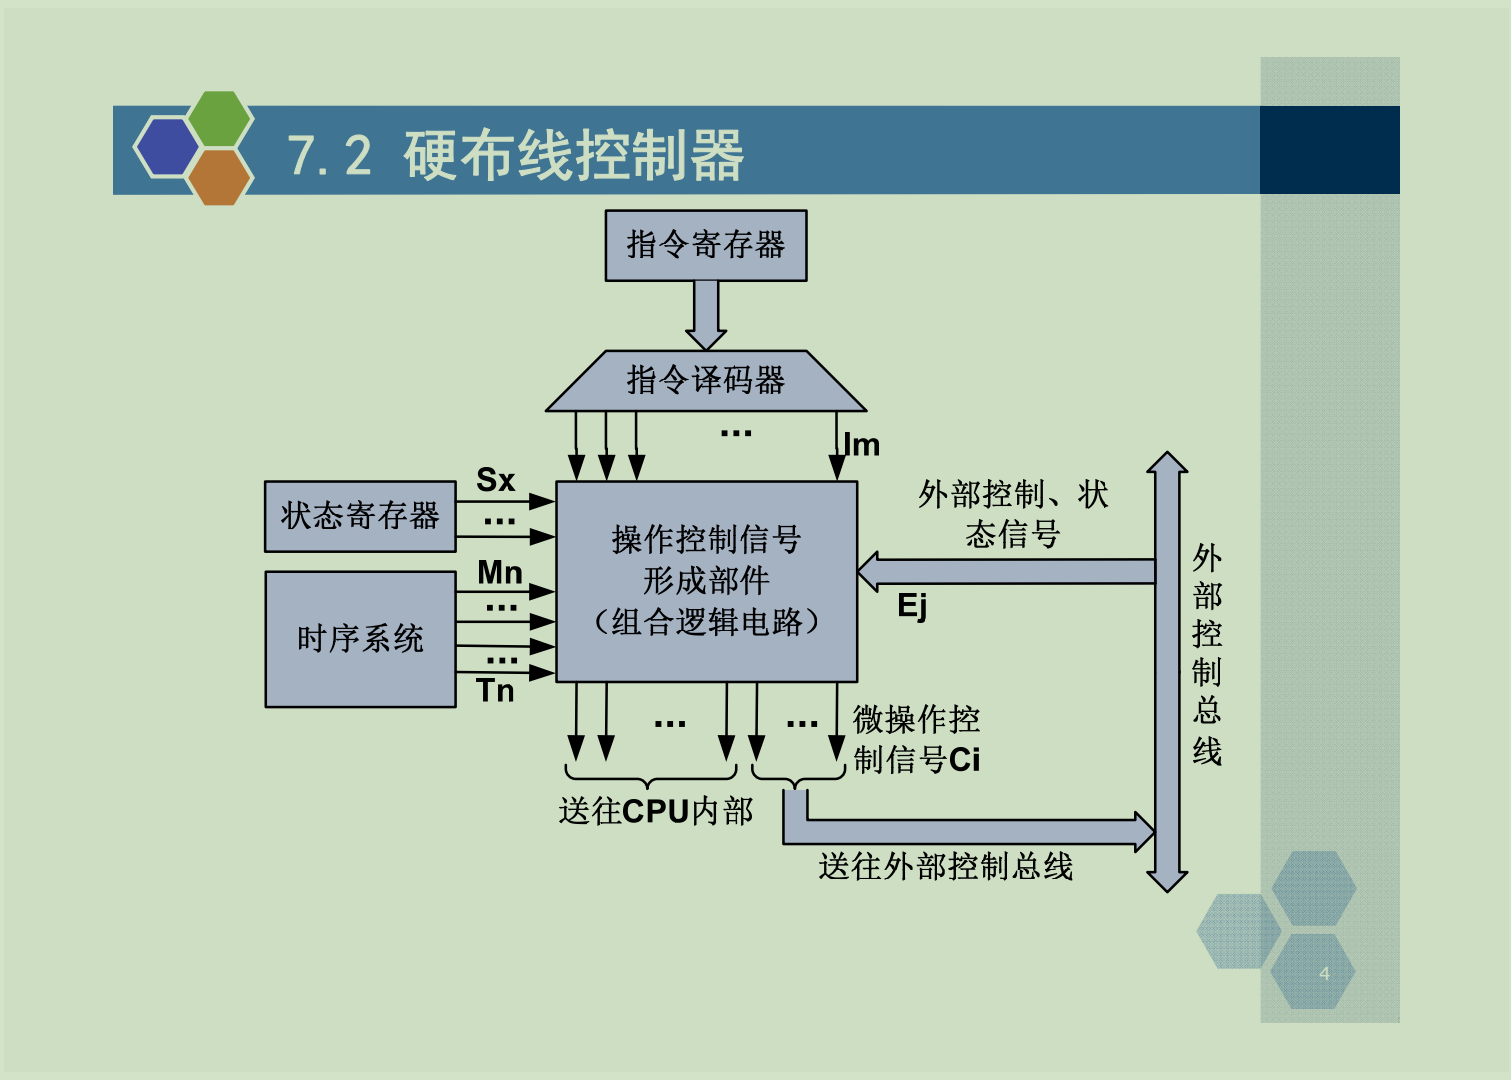 7.2 硬布线控制器
指令寄存器
指令译码器
...
Im
Sx
状态寄存器
...
外部控制、状
态信号
操作控制信号
形成部件
（组合逻辑电路）
Mn
...
时序系统
...
Tn
Ej
外
部
控
制
总
线
...
...
微操作控
制信号Ci
送往CPU内部
送往外部控制总线
4